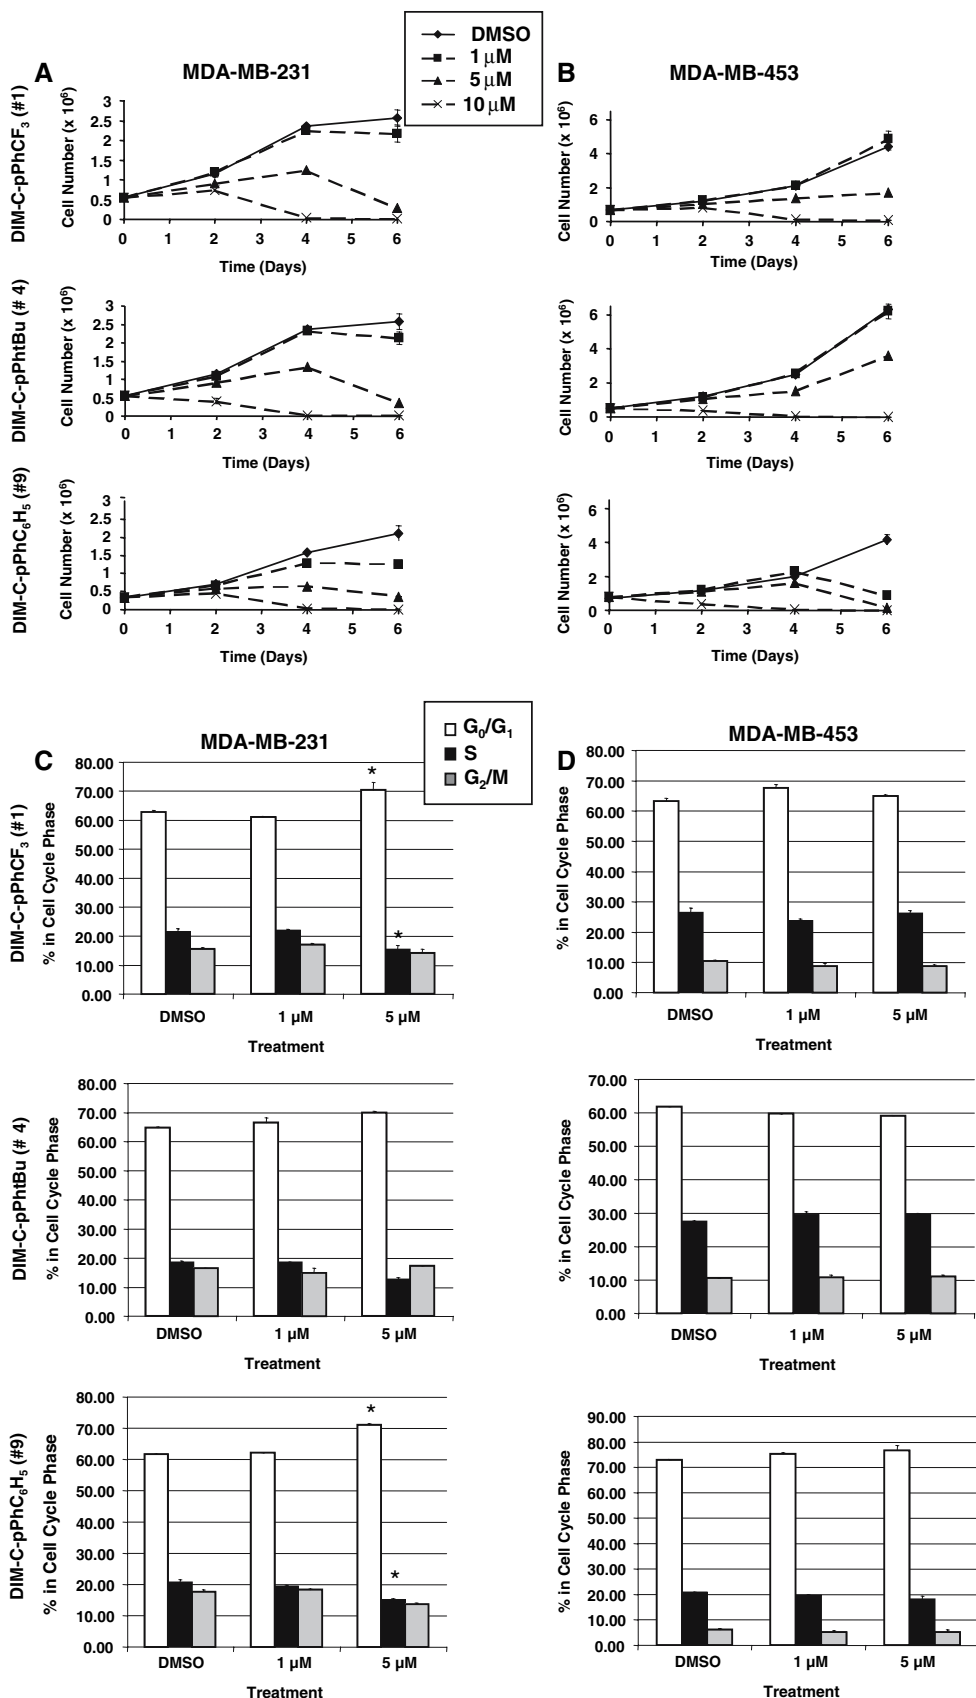 DMSO
1 µM
5 µM
10 µM
A
MDA-MB-231
B
MDA-MB-453
DIM-C-pPhCF3 (#1)
Cell Number (x 10⁶)
3
2.5
2
1.5
1
0.5
0
0 1 2 3 4 5 6
Time (Days)
Cell Number (x 10⁶)
6
4
2
0
0 1 2 3 4 5 6
Time (Days)
DIM-C-pPhtBu (# 4)
Cell Number (x 10⁶)
3
2.5
2
1.5
1
0.5
0
0 1 2 3 4 5 6
Time (Days)
Cell Number (x 10⁶)
6
4
2
0
0 1 2 3 4 5 6
Time (Days)
DIM-C-pPhC6H5 (#9)
Cell Number (x 10⁶)
3
2.5
2
1.5
1
0.5
0
0 1 2 3 4 5 6
Time (Days)
Cell Number (x 10⁶)
6
4
2
0
0 1 2 3 4 5 6
Time (Days)
G0/G1
S
G2/M
C
MDA-MB-231
D
MDA-MB-453
DIM-C-pPhCF3 (#1)
% in Cell Cycle Phase
80.00
70.00
60.00
50.00
40.00
30.00
20.00
10.00
0.00
*
*
DMSO 1 µM 5 µM
Treatment
% in Cell Cycle Phase
80.00
70.00
60.00
50.00
40.00
30.00
20.00
10.00
0.00
DMSO 1 µM 5 µM
Treatment
DIM-C-pPhtBu (# 4)
% in Cell Cycle Phase
80.00
70.00
60.00
50.00
40.00
30.00
20.00
10.00
0.00
DMSO 1 µM 5 µM
Treatment
% in Cell Cycle Phase
70.00
60.00
50.00
40.00
30.00
20.00
10.00
0.00
DMSO 1 µM 5 µM
Treatment
DIM-C-pPhC6H5 (#9)
% in Cell Cycle Phase
80.00
70.00
60.00
50.00
40.00
30.00
20.00
10.00
0.00
*
*
DMSO 1 µM 5 µM
Treatment
% in Cell Cycle Phase
90.00
80.00
70.00
60.00
50.00
40.00
30.00
20.00
10.00
0.00
DMSO 1 µM 5 µM
Treatment